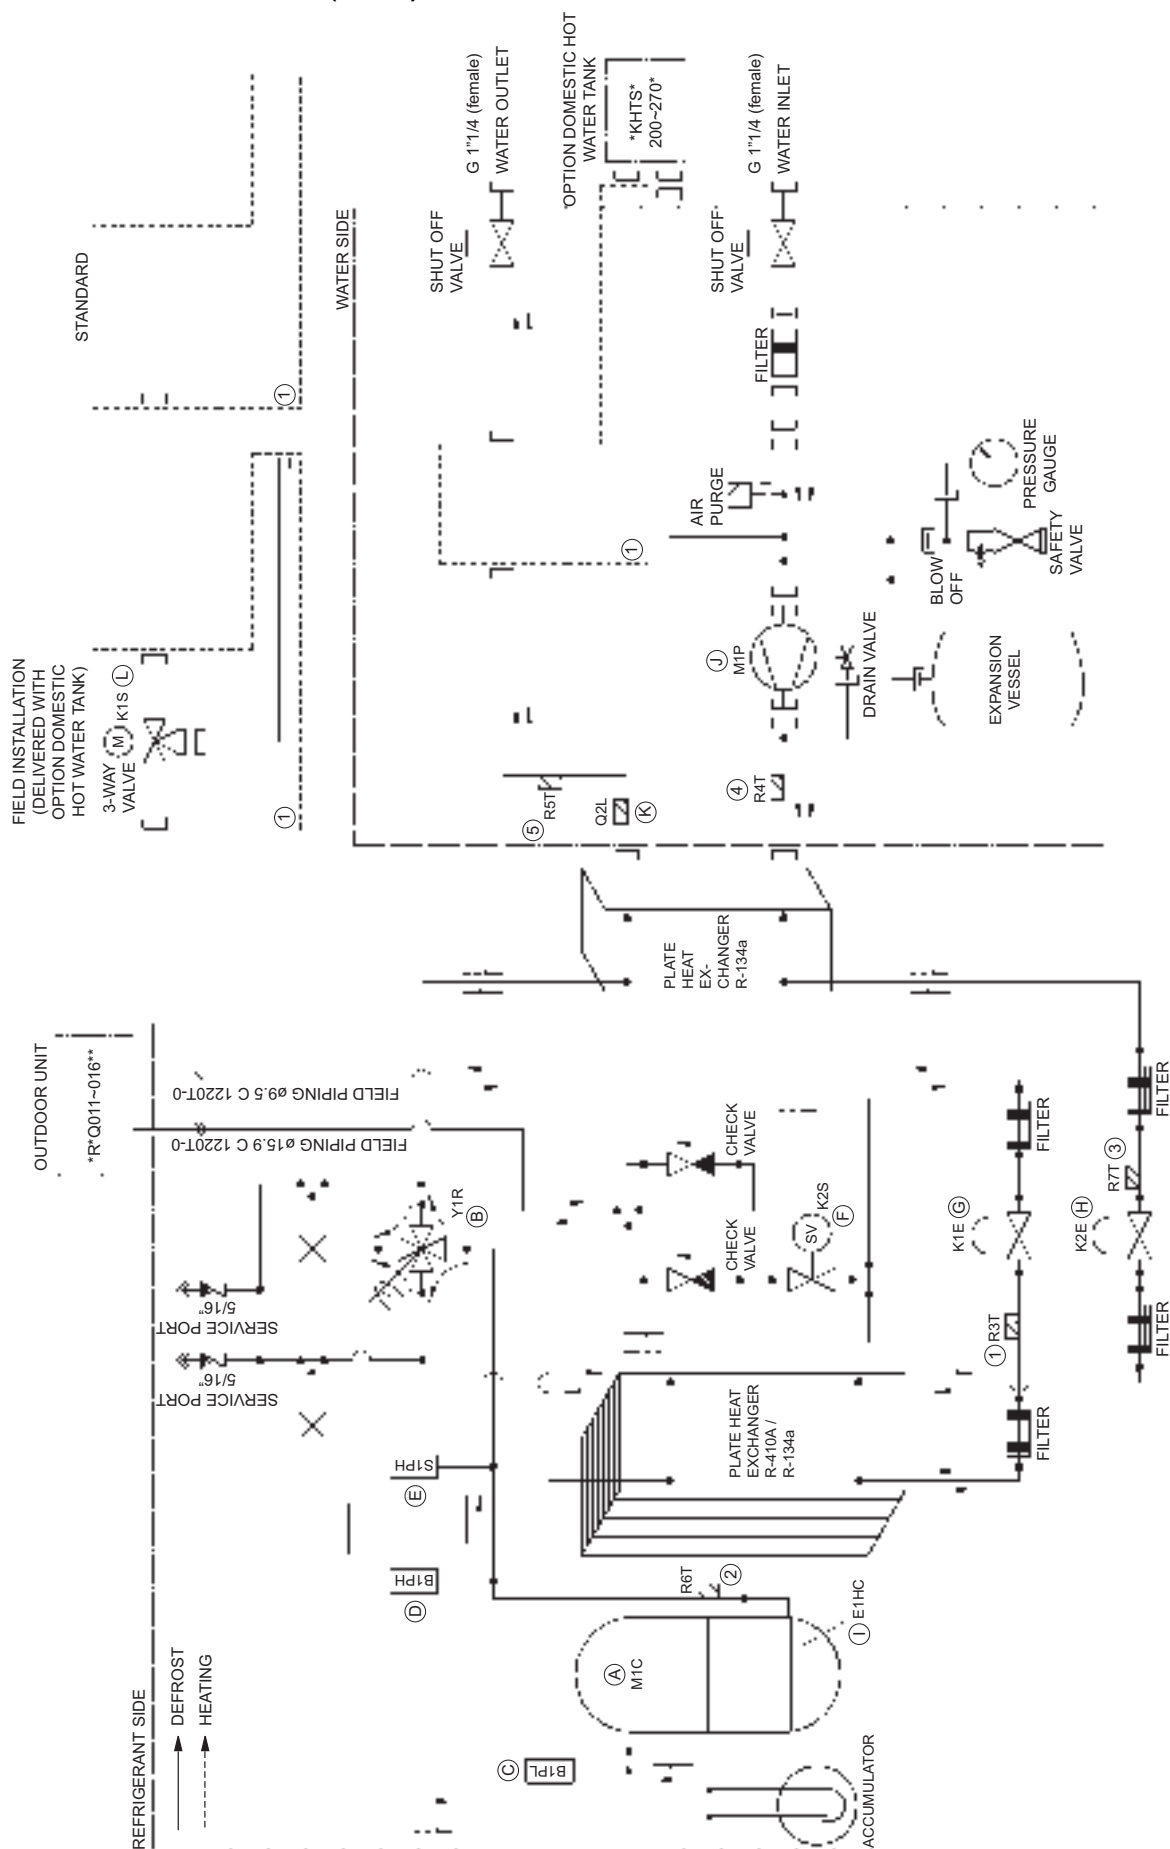 FIELD INSTALLATION
(DELIVERED WITH
OPTION DOMESTIC
HOT WATER TANK)
3-WAY
VALVE
M
K1S
L
1
STANDARD
1
WATER SIDE
SHUT OFF
VALVE
G 1"1/4 (female)
WATER OUTLET
OPTION DOMESTIC HOT
WATER TANK
*KHTS*
200~270*
SHUT OFF
VALVE
G 1"1/4 (female)
WATER INLET
FILTER
AIR
PURGE
1
PRESSURE
GAUGE
BLOW
OFF
SAFETY
VALVE
J
M1P
DRAIN VALVE
EXPANSION
VESSEL
5
R5T
Q2L
K
4
R4T
PLATE
HEAT
EX-
CHANGER
R-134a
OUTDOOR UNIT
*R*Q011~016**
FIELD PIPING ø9.5 C 1220T-0
FIELD PIPING ø15.9 C 1220T-0
SERVICE PORT
5/16"
SERVICE PORT
5/16"
Y1R
B
CHECK
VALVE
CHECK
VALVE
SV
K2S
F
FILTER
K1E
G
1
R3T
FILTER
FILTER
R7T
3
K2E
H
FILTER
PLATE HEAT
EXCHANGER
R-410A /
R-134a
S1PH
E
B1PH
D
R6T
2
A
M1C
I
E1HC
C
B1PL
ACCUMULATOR
REFRIGERANT SIDE
DEFROST
HEATING